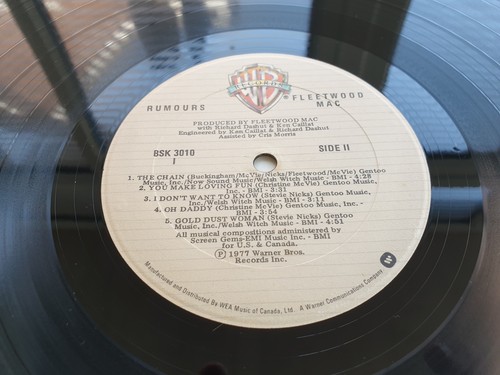 WB
RECORDS
RUMOURS
FLEETWOOD
MAC
PRODUCED BY FLEETWOOD MAC
with Richard Dashut & Ken Caillat
Engineered by Ken Caillat & Richard Dashut
Assisted by Cris Morris
BSK 3010
1
SIDE II
1. THE CHAIN (Buckingham/McVie/Nicks/Fleetwood/McVie) Gentoo
Music, Inc./Now Sound Music/Welsh Witch Music - BMI - 4:28
2. YOU MAKE LOVING FUN (Christine McVie) Gentoo Music,
Inc. - BMI - 3:31
3. I DON'T WANT TO KNOW (Stevie Nicks) Gentoo Music,
Inc./Welsh Witch Music - BMI - 3:11
4. OH DADDY (Christine McVie) Gentoo Music, Inc. -
BMI - 3:54
5. GOLD DUST WOMAN (Stevie Nicks) Gentoo
Music, Inc./Welsh Witch Music - BMI - 4:51
All musical compostions administered by
Screen Gems-EMI Music Inc. - BMI
for U.S. & Canada.
Ⓟ 1977 Warner Bros.
Records Inc.
Manufactured and Distributed By WEA Music of Canada, Ltd. A Warner Communications Company